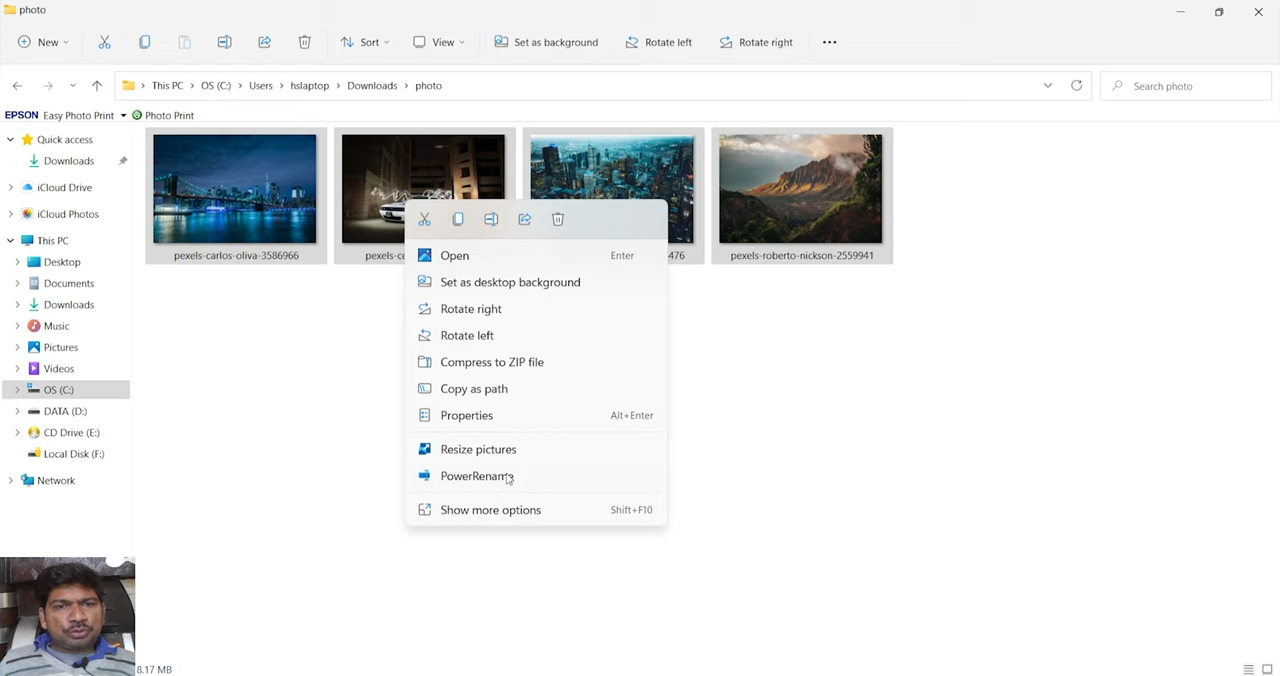 photo
New
Sort
View
Set as background
Rotate left
Rotate right
This PC > OS (C:) > Users > hslaptop > Downloads > photo
Search photo
EPSON Easy Photo Print
Photo Print
Quick access
Downloads
iCloud Drive
iCloud Photos
This PC
Desktop
Documents
Downloads
Music
Pictures
Videos
OS (C:)
DATA (D:)
CD Drive (E:)
Local Disk (F:)
Network
pexels-carlos-oliva-3586966
pexels-ce
476
pexels-roberto-nickson-2559941
Open Enter
Set as desktop background
Rotate right
Rotate left
Compress to ZIP file
Copy as path
Properties Alt+Enter
Resize pictures
PowerRename
Show more options Shift+F10
8.17 MB